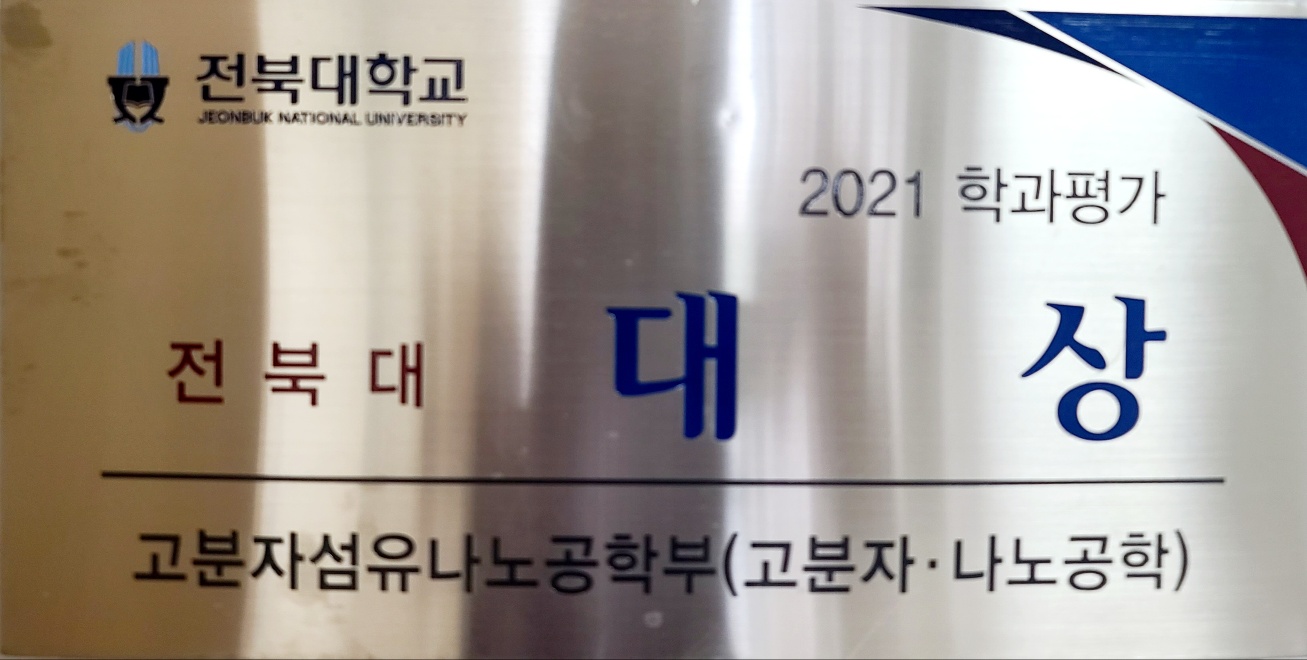 전북대학교
JEONBUK NATIONAL UNIVERSITY
2021 학과평가
전 북 대 대 상
고분자섬유나노공학부(고분자·나노공학)